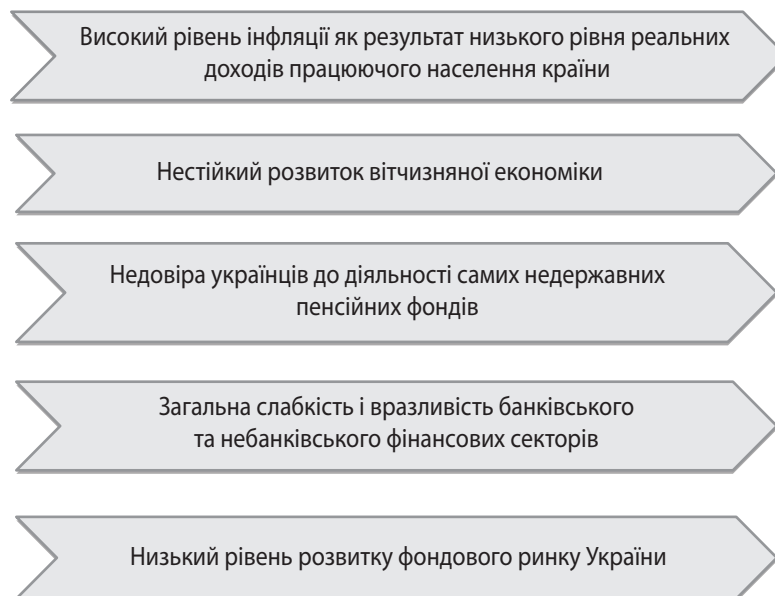 Високий рівень інфляції як результат низького рівня реальних
доходів працюючого населення країни
Нестійкий розвиток вітчизняної економіки
Недовіра українців до діяльності самих недержавних
пенсійних фондів
Загальна слабкість і вразливість банківського
та небанківського фінансових секторів
Низький рівень розвитку фондового ринку України